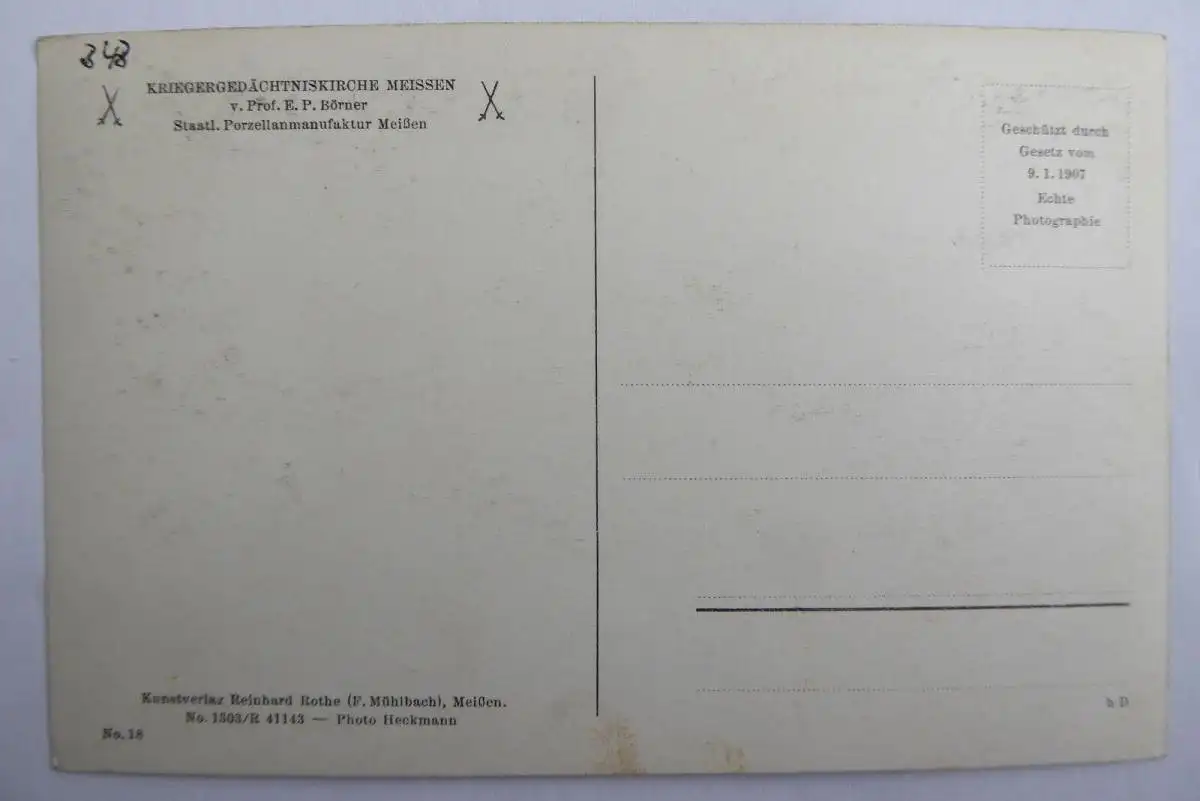 348
KRIEGERGEDÄCHTNISKIRCHE MEISSEN
v. Prof. E. P. Börner
Staatl. Porzellanmanufaktur Meißen
Geschützt durch
Gesetz vom
9. 1. 1907
Echte
Photographie
Kunstverlag Reinhard Rothe (F. Mühlbach), Meißen.
No. 1503/R 41143 — Photo Heckmann
No. 18
h D